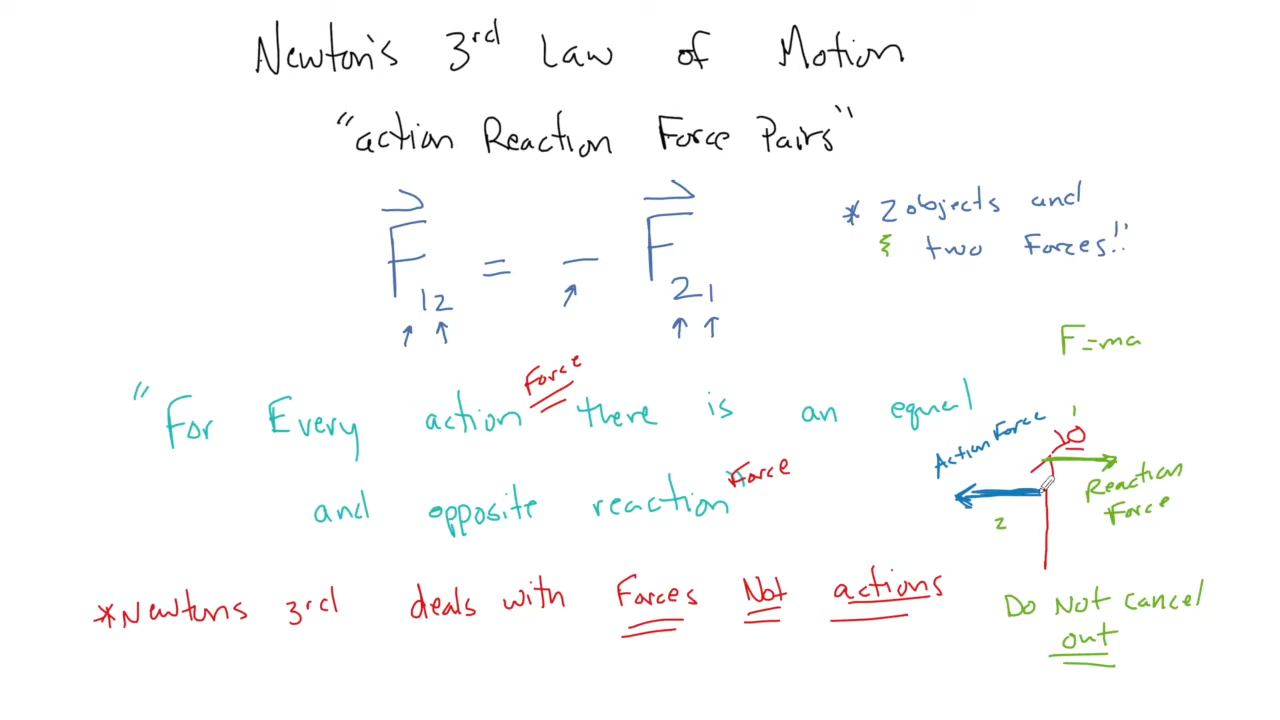 Newton's 3rd Law of Motion
"action Reaction Force Pairs"
F12 = - F21
* 2 objects and
two Forces!!
F=ma
"For Every action Force there is an equal
and opposite reaction Force
Action Force
1
Reaction
Force
2
*Newtons 3rd deals with Forces Not actions
Do Not cancel
out